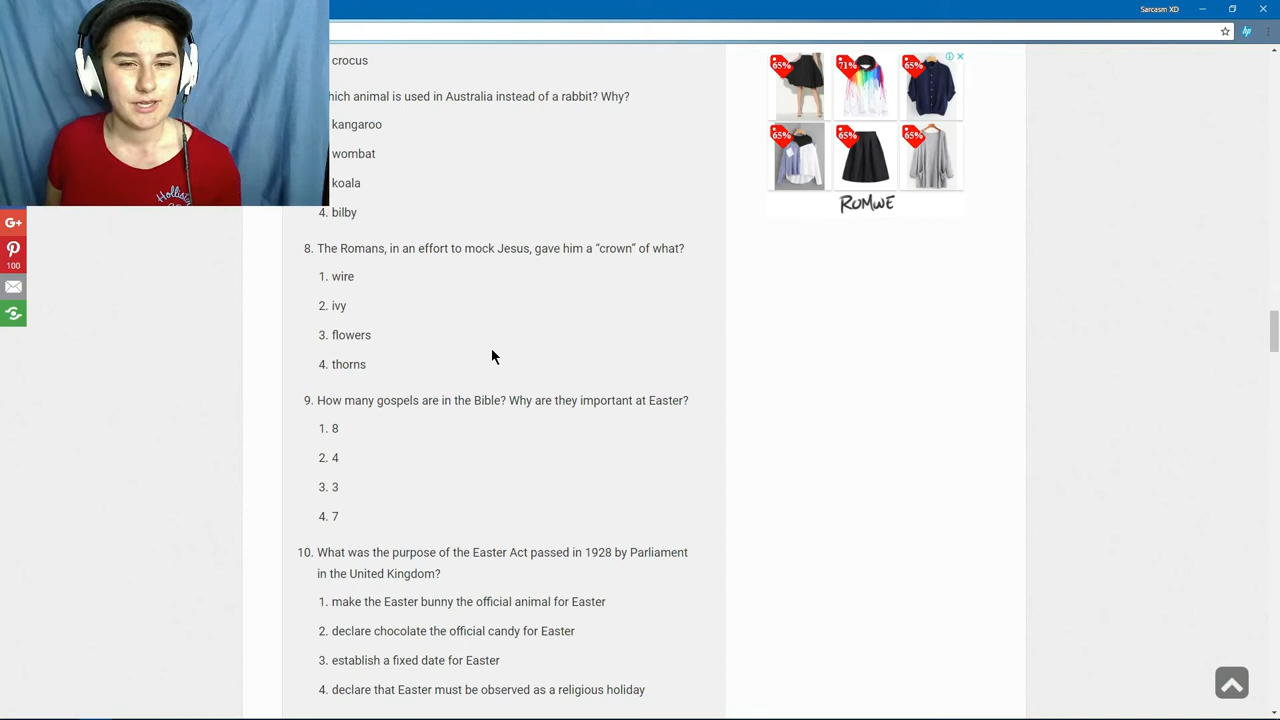 Sarcasm XD
crocus
hich animal is used in Australia instead of a rabbit? Why?
kangaroo
wombat
koala
4. bilby
8. The Romans, in an effort to mock Jesus, gave him a “crown” of what?
1. wire
2. ivy
3. flowers
4. thorns
9. How many gospels are in the Bible? Why are they important at Easter?
1. 8
2. 4
3. 3
4. 7
10. What was the purpose of the Easter Act passed in 1928 by Parliament
in the United Kingdom?
1. make the Easter bunny the official animal for Easter
2. declare chocolate the official candy for Easter
3. establish a fixed date for Easter
4. declare that Easter must be observed as a religious holiday
65% 71% 65%
65% 65% 65%
ROMWE
G+
100
Hollister